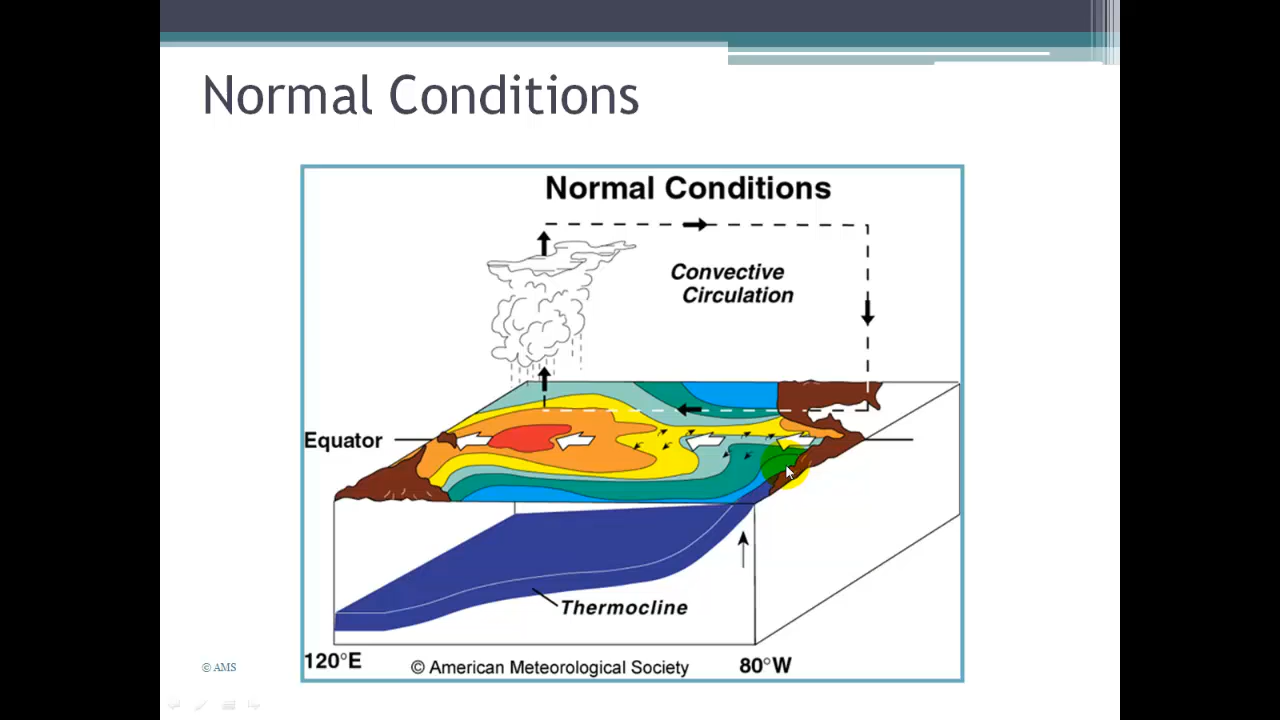 Normal Conditions
Normal Conditions
Convective
Circulation
Equator
Thermocline
120°E
© American Meteorological Society
80°W
© AMS